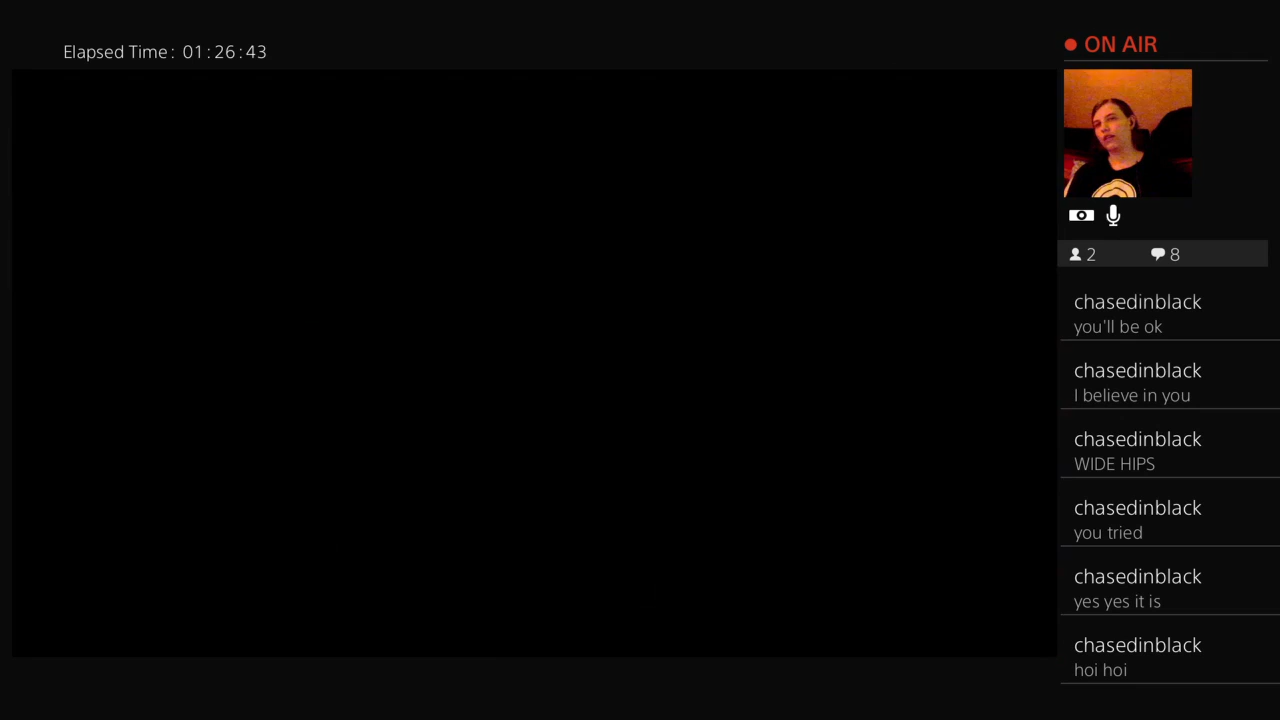 Elapsed Time: 01:26:43
ON AIR
2 8
chasedinblack
you'll be ok
chasedinblack
I believe in you
chasedinblack
WIDE HIPS
chasedinblack
you tried
chasedinblack
yes yes it is
chasedinblack
hoi hoi